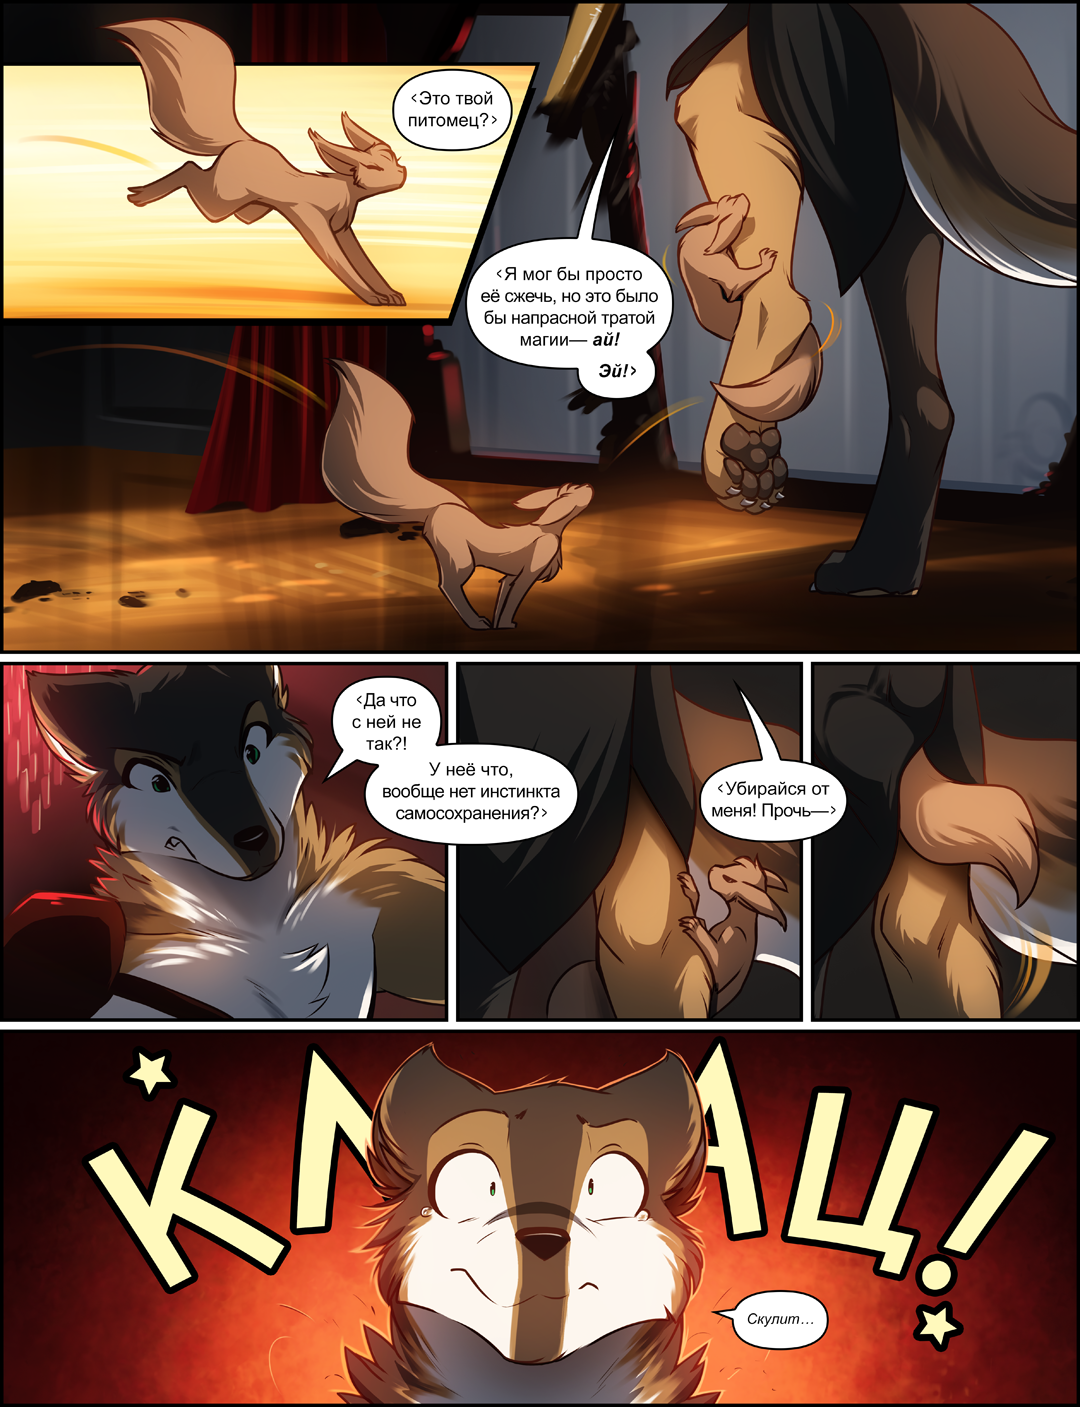 ‹Это твой
питомец?›
‹Я мог бы просто
её сжечь, но это было
бы напрасной тратой
магии— ай!
Эй!›
‹Да что
с ней не
так?!
У неё что,
вообще нет инстинкта
самосохранения?›
‹Убирайся от
меня! Прочь—›
КЛАЦ!
Скулит...